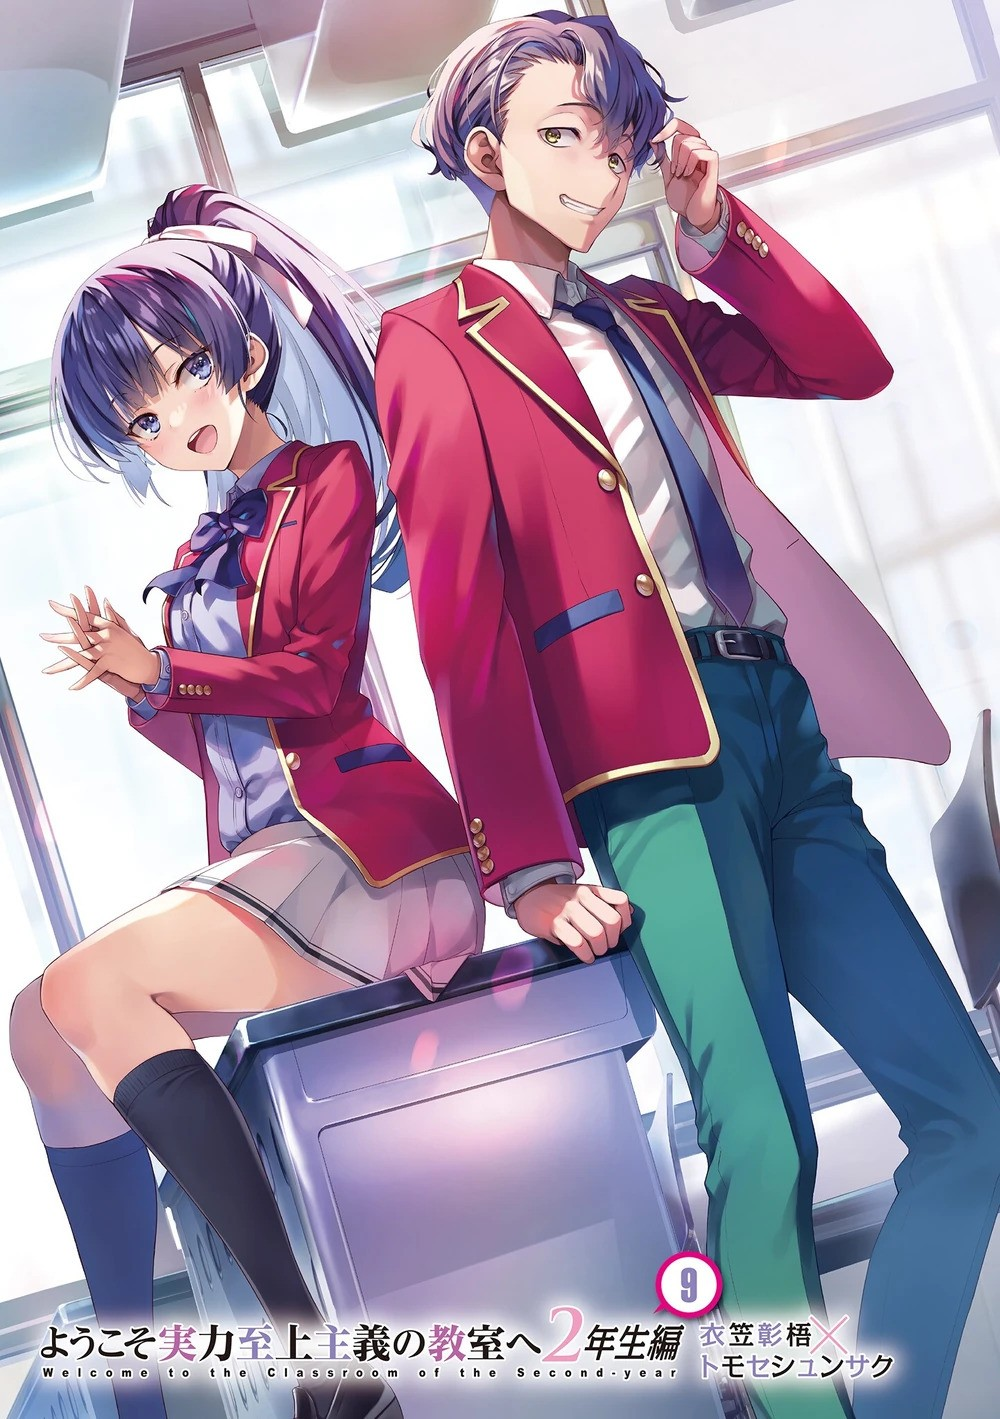 ようこそ実力至上主義の教室へ 2年生編 9
Welcome to the Classroom of the Second-year
衣笠彰梧×
トモセシュンサク